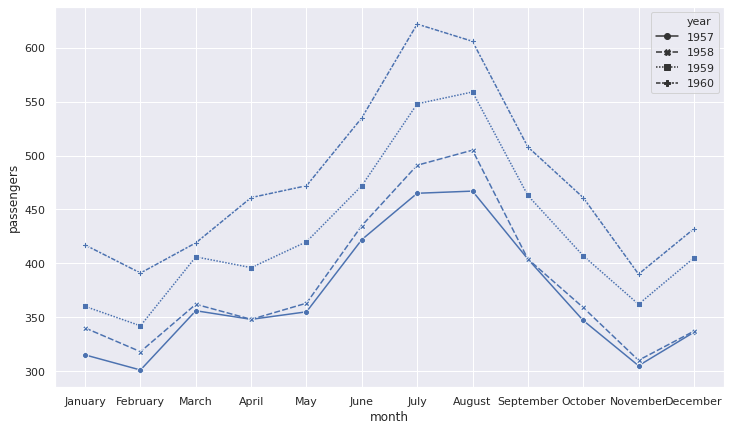 year
1957
1958
1959
1960
600
550
500
450
400
350
300
passengers
January February March April May June July August September October November December
month